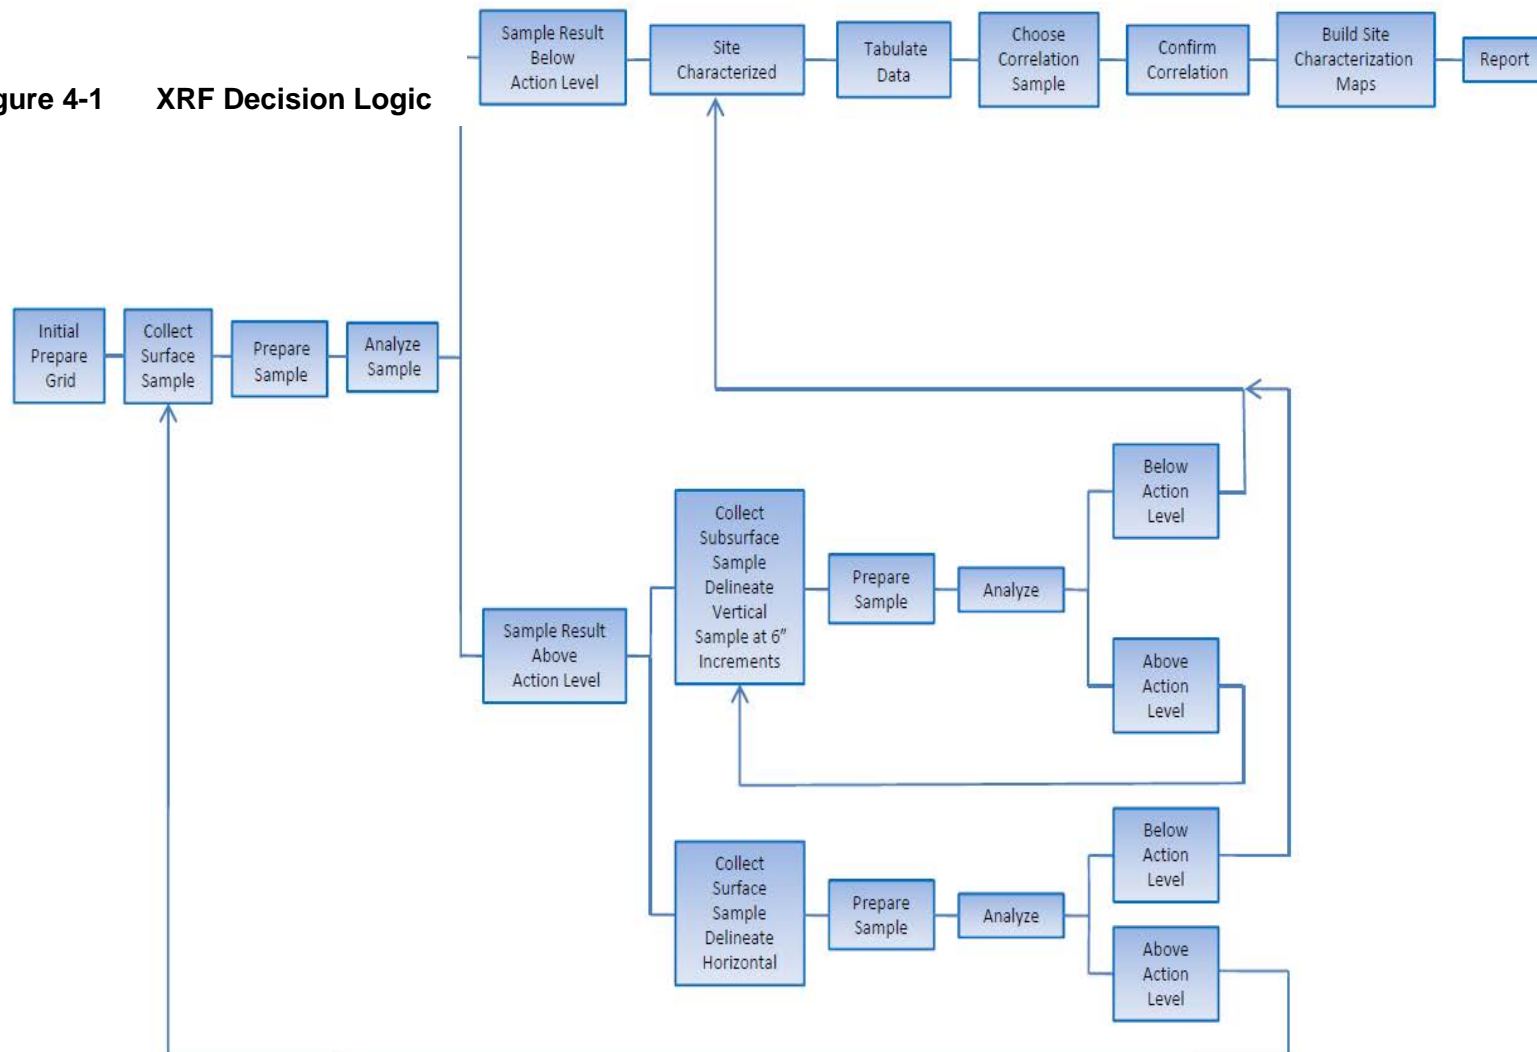 Sample Result
Below
Action Level
Site
Characterized
Tabulate
Data
Choose
Correlation
Sample
Confirm
Correlation
Build Site
Characterization
Maps
Report
gure 4-1 XRF Decision Logic
Initial
Prepare
Grid
Collect
Surface
Sample
Prepare
Sample
Analyze
Sample
Sample Result
Above
Action Level
Collect
Subsurface
Sample
Delineate
Vertical
Sample at 6"
Increments
Prepare
Sample
Analyze
Below
Action
Level
Above
Action
Level
Collect
Surface
Sample
Delineate
Horizontal
Prepare
Sample
Analyze
Below
Action
Level
Above
Action
Level